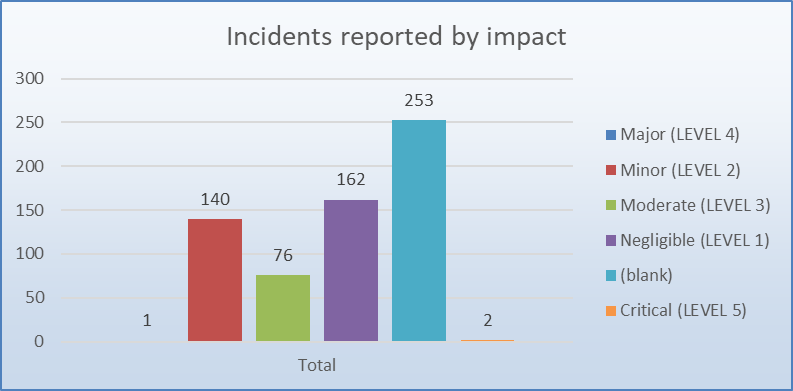 Incidents reported by impact
300
250
200
150
100
50
0
1
140
76
162
253
2
Total
Major (LEVEL 4)
Minor (LEVEL 2)
Moderate (LEVEL 3)
Negligible (LEVEL 1)
(blank)
Critical (LEVEL 5)